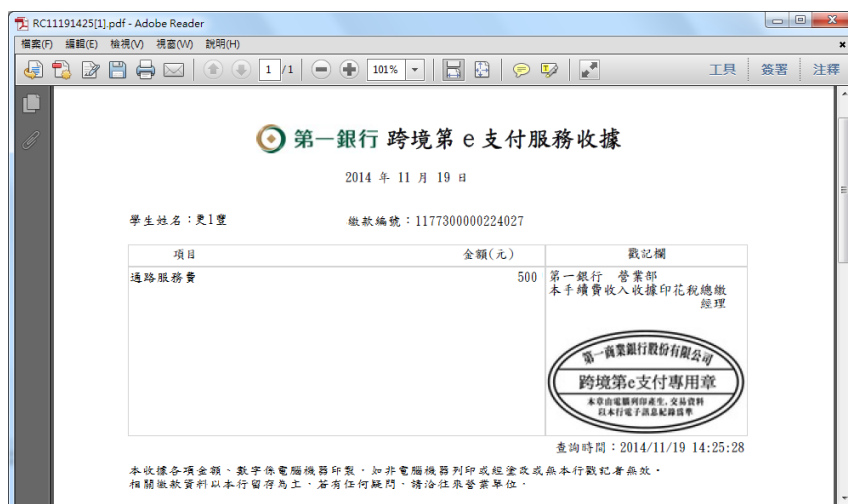 RC11191425[1].pdf - Adobe Reader
檔案(F) 編輯(E) 檢視(V) 視窗(W) 說明(H)
1 /1 101% 工具 簽署 注釋
第一銀行 跨境第e支付服務收據
2014 年 11 月 19 日
學生姓名：更1豐 繳款編號：1177300000224027
項目 金額(元) 戳記欄
通路服務費 500 第一銀行 營業部
本手續費收入收據印花稅總繳
經理
第一商業銀行股份有限公司
跨境第e支付專用章
本章由電腦列印產生,交易資料
以本行電子訊息紀錄為準
查詢時間：2014/11/19 14:25:28
本收據各項金額、數字係電腦機器印製，如非電腦機器列印或經塗改或無本行戳記者無效。
相關繳款資料以本行留存為主，若有任何疑問，請洽往來營業單位。